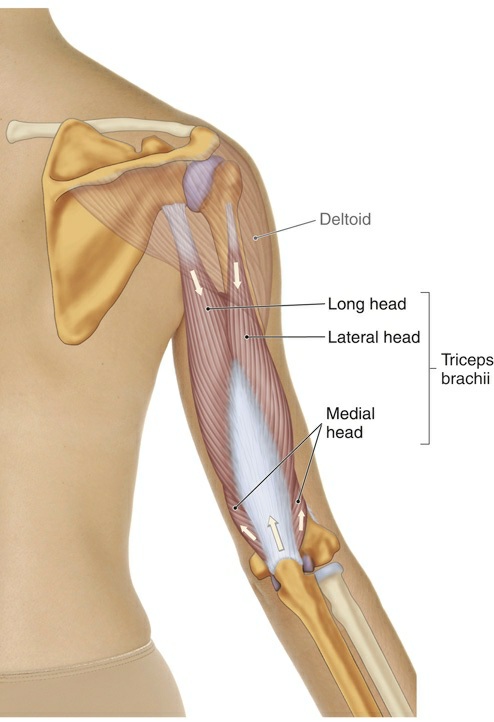 Deltoid
Long head
Lateral head
Triceps
brachii
Medial
head